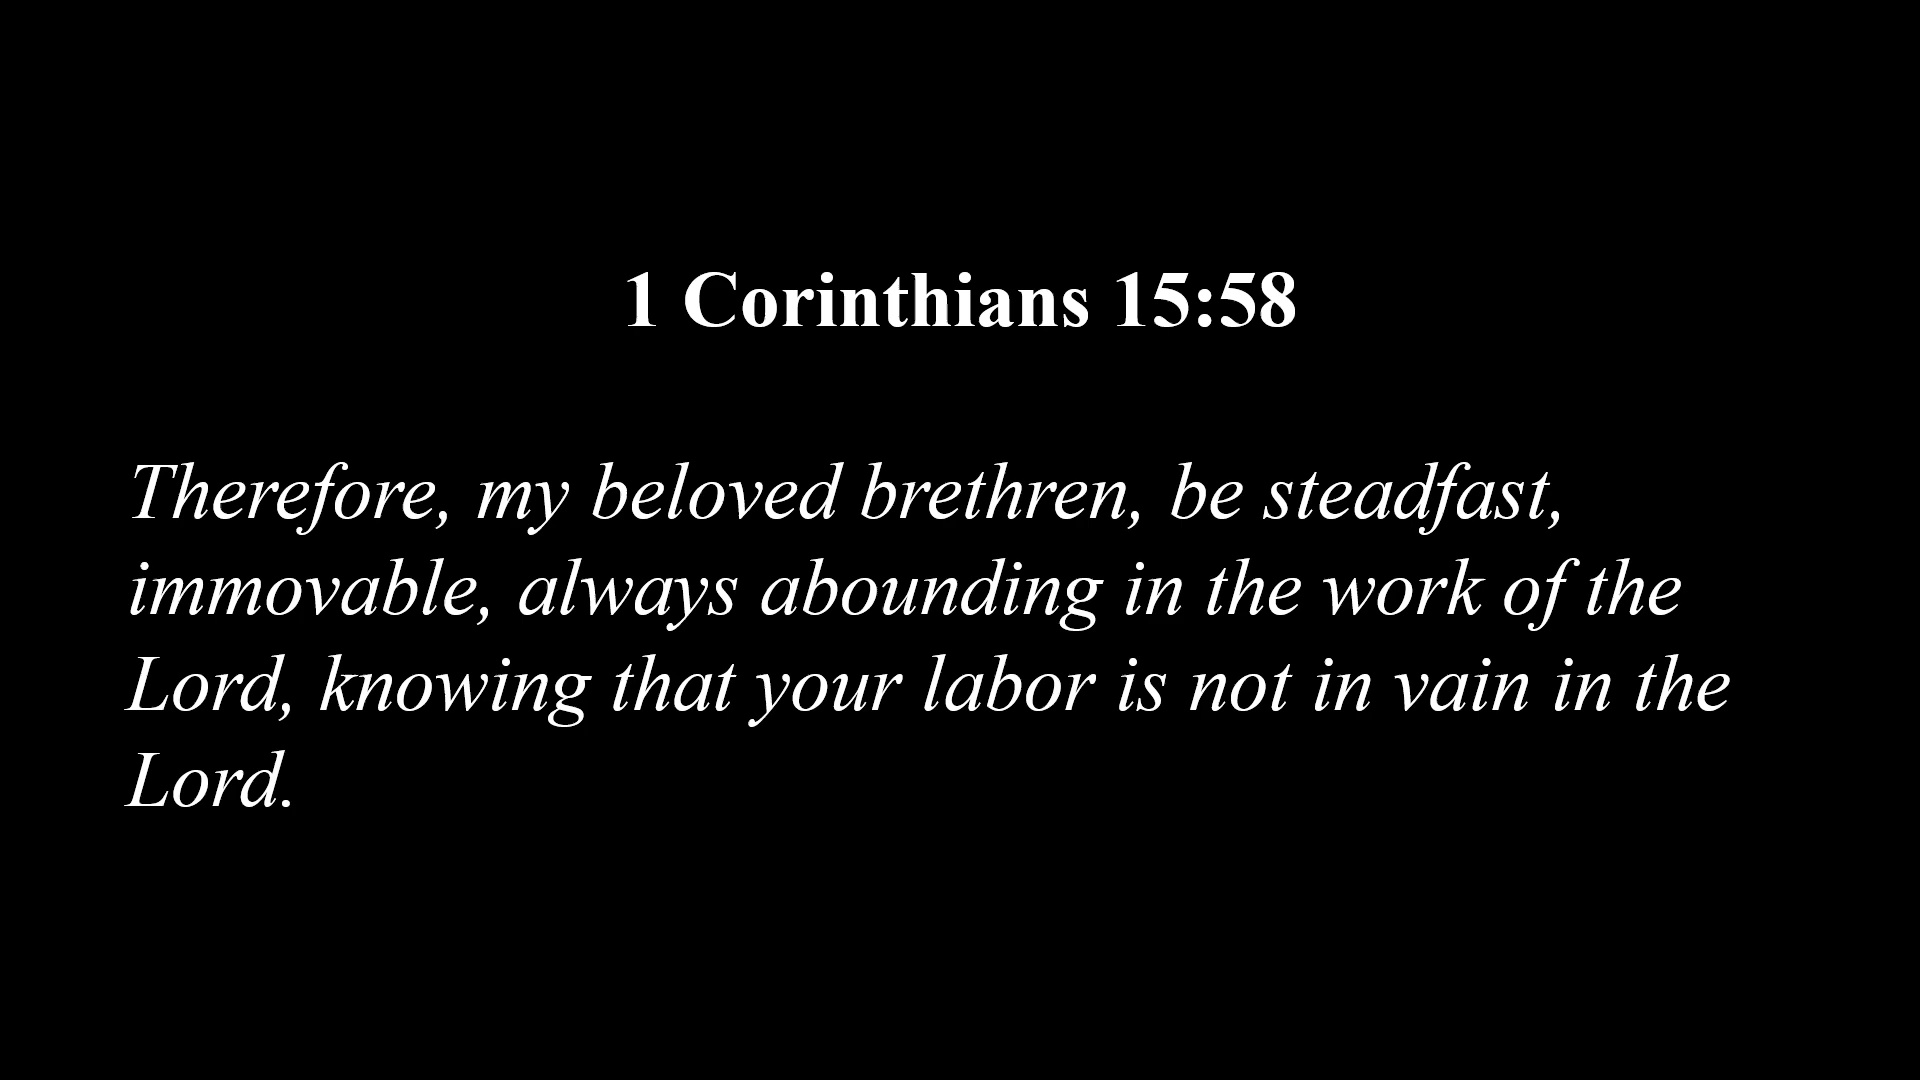 1 Corinthians 15:58
Therefore, my beloved brethren, be steadfast,
immovable, always abounding in the work of the
Lord, knowing that your labor is not in vain in the
Lord.